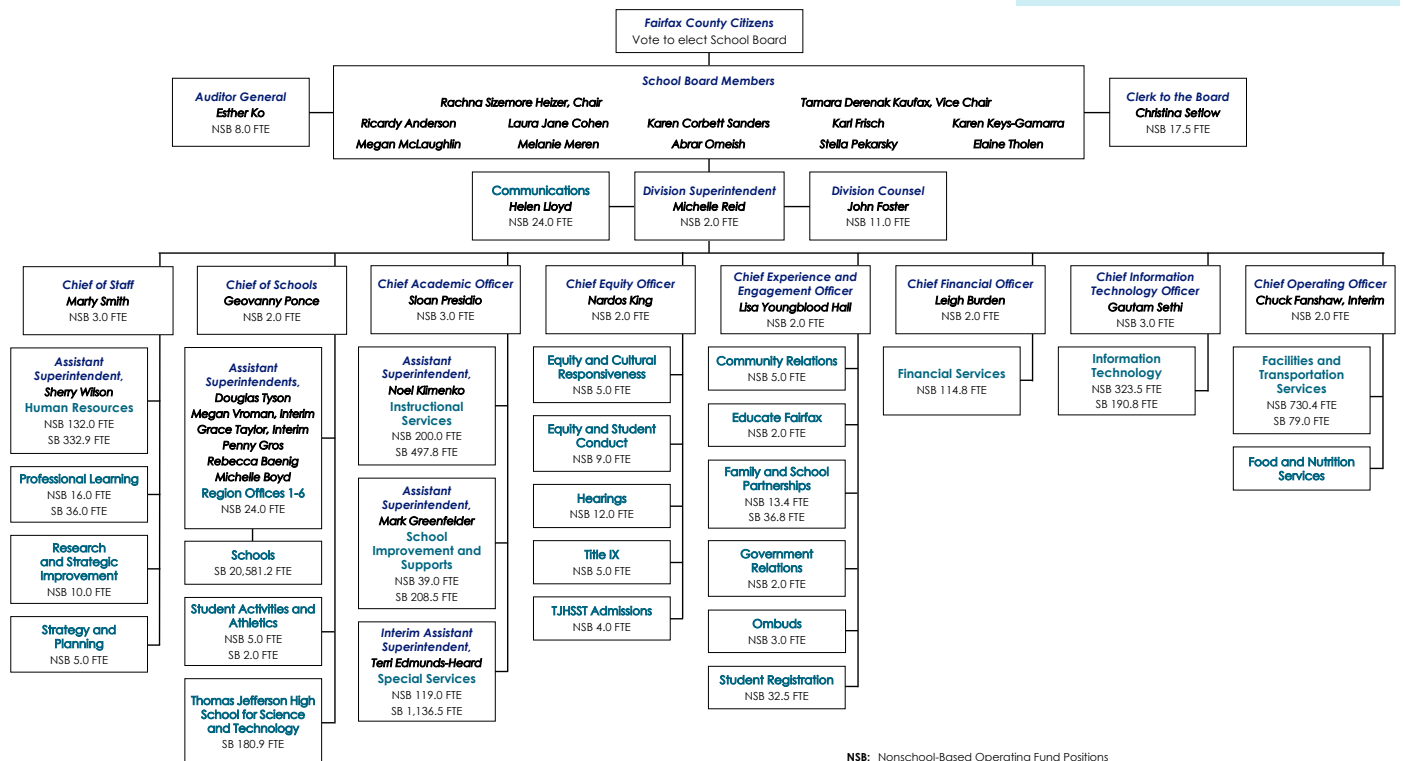 Fairfax County Citizens
Vote to elect School Board
School Board Members
Rachna Sizemore Heizer, Chair
Tamara Derenak Kaufax, Vice Chair
Ricardy Anderson
Laura Jane Cohen
Karen Corbett Sanders
Karl Frisch
Karen Keys-Gamarra
Megan McLaughlin
Melanie Meren
Abrar Omeish
Stella Pekarsky
Elaine Tholen
Auditor General
Esther Ko
NSB 8.0 FTE
Clerk to the Board
Christina Setlow
NSB 17.5 FTE
Communications
Helen Lloyd
NSB 24.0 FTE
Division Superintendent
Michelle Reid
NSB 2.0 FTE
Division Counsel
John Foster
NSB 11.0 FTE
Chief of Staff
Marty Smith
NSB 3.0 FTE
Assistant
Superintendent,
Sherry Wilson
Human Resources
NSB 132.0 FTE
SB 332.9 FTE
Professional Learning
NSB 16.0 FTE
SB 36.0 FTE
Research
and Strategic
Improvement
NSB 10.0 FTE
Strategy and
Planning
NSB 5.0 FTE
Chief of Schools
Geovanny Ponce
NSB 2.0 FTE
Assistant
Superintendents,
Douglas Tyson
Megan Vroman, Interim
Grace Taylor, Interim
Penny Gros
Rebecca Baenig
Michelle Boyd
Region Offices 1-6
NSB 24.0 FTE
Schools
SB 20,581.2 FTE
Student Activities and
Athletics
NSB 5.0 FTE
SB 2.0 FTE
Thomas Jefferson High
School for Science
and Technology
SB 180.9 FTE
Chief Academic Officer
Sloan Presidio
NSB 3.0 FTE
Assistant
Superintendent,
Noel Klimenko
Instructional
Services
NSB 200.0 FTE
SB 497.8 FTE
Assistant
Superintendent,
Mark Greenfelder
School
Improvement and
Supports
NSB 39.0 FTE
SB 208.5 FTE
Interim Assistant
Superintendent,
Terri Edmunds-Heard
Special Services
NSB 119.0 FTE
SB 1,136.5 FTE
Chief Equity Officer
Nardos King
NSB 2.0 FTE
Equity and Cultural
Responsiveness
NSB 5.0 FTE
Equity and Student
Conduct
NSB 9.0 FTE
Hearings
NSB 12.0 FTE
Title IX
NSB 5.0 FTE
TJHSST Admissions
NSB 4.0 FTE
Chief Experience and
Engagement Officer
Lisa Youngblood Hall
NSB 2.0 FTE
Community Relations
NSB 5.0 FTE
Educate Fairfax
NSB 2.0 FTE
Family and School
Partnerships
NSB 13.4 FTE
SB 36.8 FTE
Government
Relations
NSB 2.0 FTE
Ombuds
NSB 3.0 FTE
Student Registration
NSB 32.5 FTE
Chief Financial Officer
Leigh Burden
NSB 2.0 FTE
Financial Services
NSB 114.8 FTE
Chief Information
Technology Officer
Gautam Sethi
NSB 3.0 FTE
Information
Technology
NSB 323.5 FTE
SB 190.8 FTE
Chief Operating Officer
Chuck Fanshaw, Interim
NSB 2.0 FTE
Facilities and
Transportation
Services
NSB 730.4 FTE
SB 79.0 FTE
Food and Nutrition
Services
NSB: Nonschool-Based Operating Fund Positions